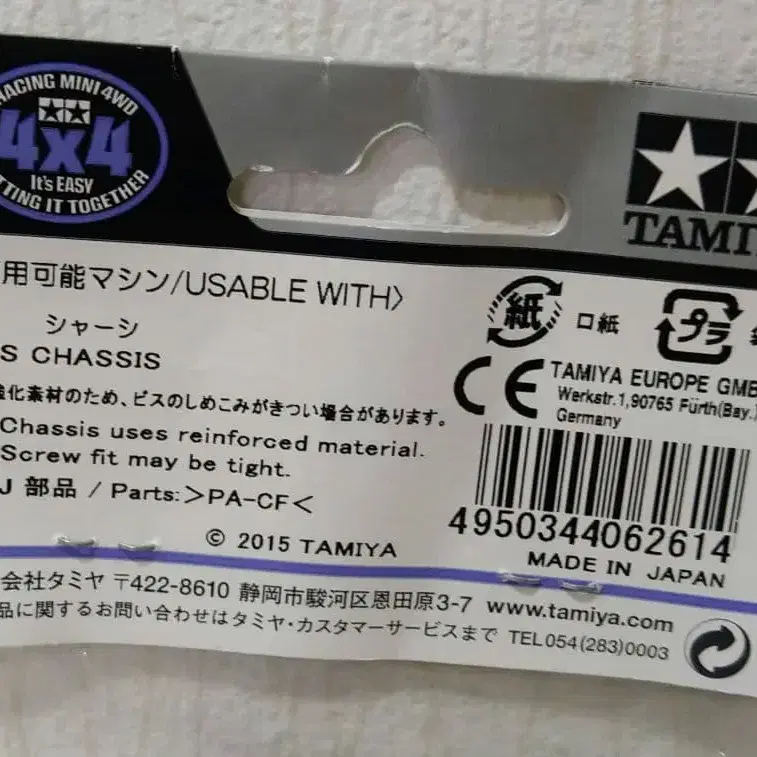 RACING MINI 4WD
4x4
It's EASY
TTING IT TOGETHER
TAMI
用可能マシン/USABLE WITH〉
シャーシ
S CHASSIS
強化素材のため、ビスのしめこみがきつい場合があります。
Chassis uses reinforced material.
Screw fit may be tight.
J 部品 / Parts:>PA-CF<
© 2015 TAMIYA
紙
口紙
プラ
CE
TAMIYA EUROPE GMB
Werkstr.1,90765 Fürth(Bay.)
Germany
4950344062614
MADE IN JAPAN
会社タミヤ 〒422-8610 静岡市駿河区恩田原3-7 www.tamiya.com
品に関するお問い合わせはタミヤ・カスタマーサービスまで TEL054(283)0003